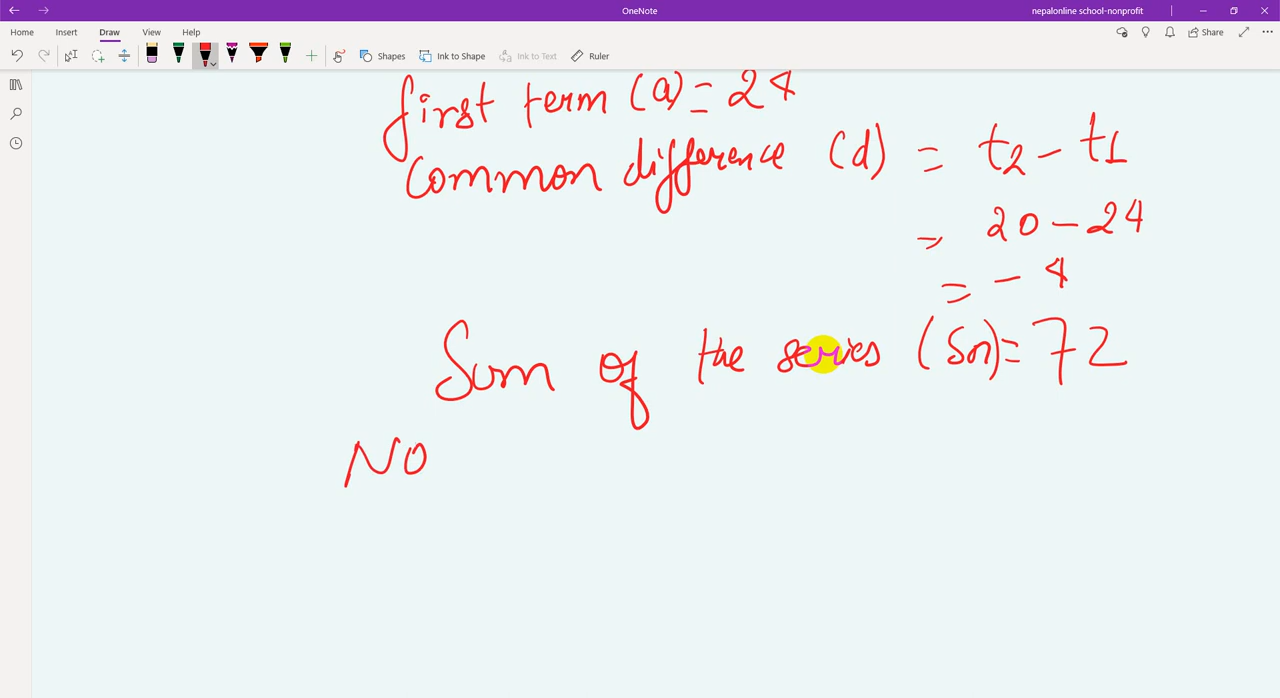 OneNote
nepalonline school-nonprofit
Home Insert Draw View Help
Share
Shapes Ink to Shape Ink to Text Ruler
first term (a) = 24
common difference (d) = t2 - t1
= 20 - 24
= - 4
Sum of the series (Sn) = 72
NO